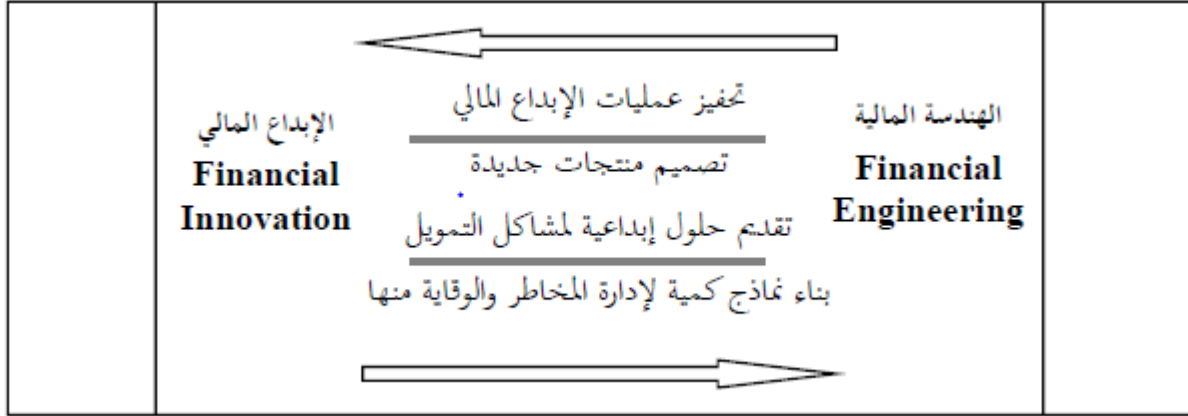 الهندسة المالية
Financial
Engineering
تحفيز عمليات الإبداع المالي
تصميم منتجات جديدة
تقديم حلول إبداعية لمشاكل التمويل
بناء نماذج كمية لإدارة المخاطر والوقاية منها
الإبداع المالي
Financial
Innovation